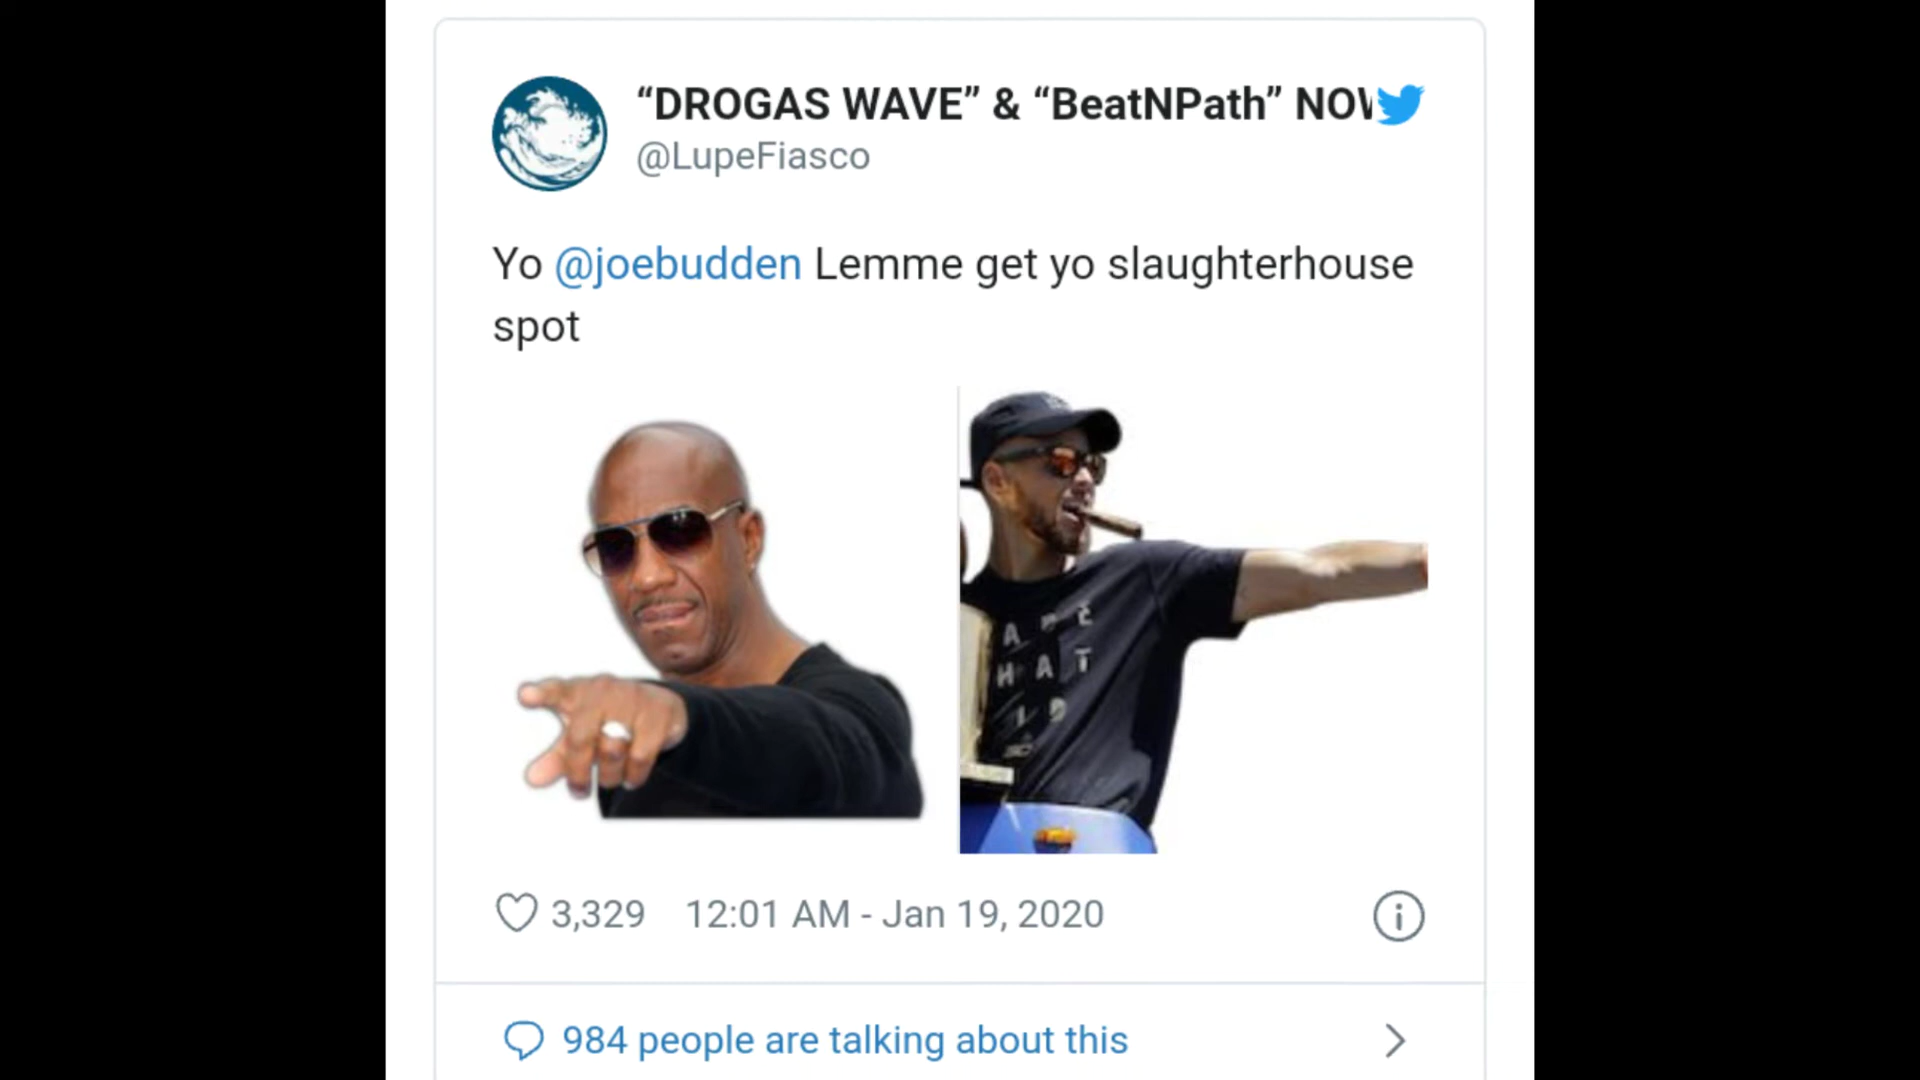 “DROGAS WAVE” & “BeatNPath” NOW
@LupeFiasco
Yo @joebudden Lemme get yo slaughterhouse
spot
A D E
H A T
I D
3,329 12:01 AM - Jan 19, 2020
984 people are talking about this